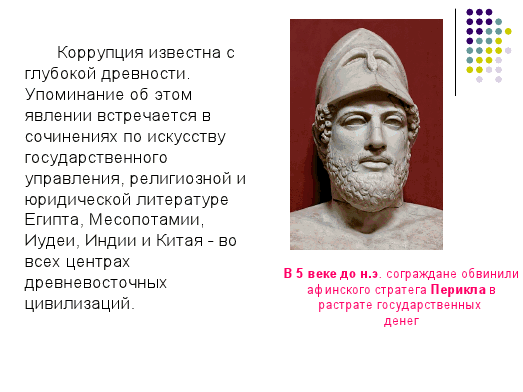 Коррупция известна с
глубокой древности.
Упоминание об этом
явлении встречается в
сочинениях по искусству
государственного
управления, религиозной и
юридической литературе
Египта, Месопотамии,
Иудеи, Индии и Китая - во
всех центрах
древневосточных
цивилизаций.
В 5 веке до н.э. сограждане обвинили
афинского стратега Перикла в
растрате государственных
денег